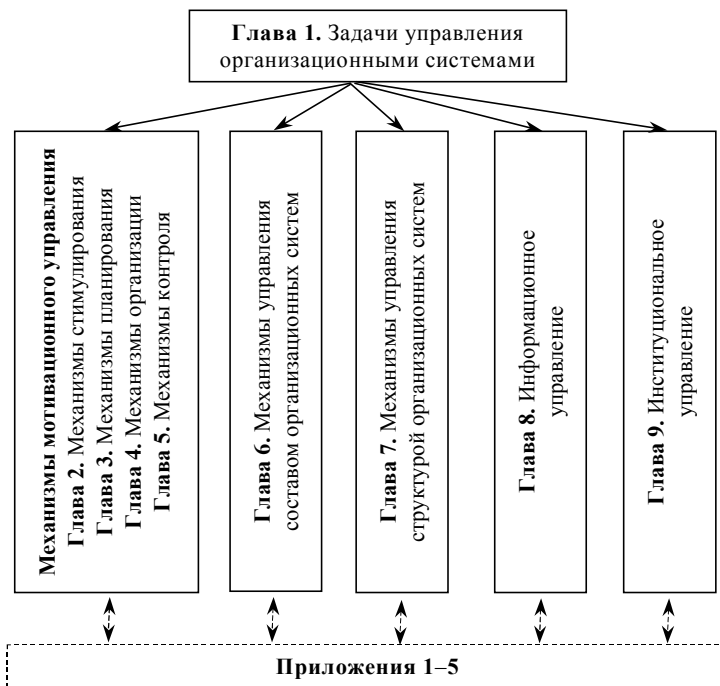 Глава 1. Задачи управления
организационными системами
Механизмы мотивационного управления
Глава 2. Механизмы стимулирования
Глава 3. Механизмы планирования
Глава 4. Механизмы организации
Глава 5. Механизмы контроля
Глава 6. Механизмы управления
составом организационных систем
Глава 7. Механизмы управления
структурой организационных систем
Глава 8. Информационное
управление
Глава 9. Институциональное
управление
Приложения 1–5